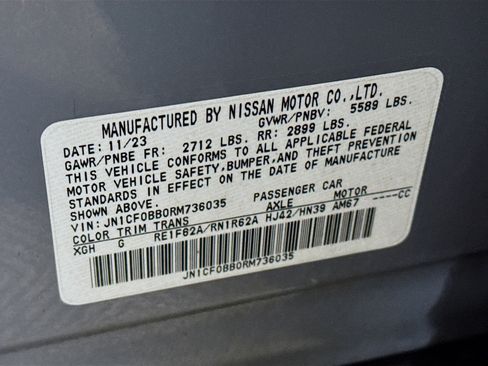 MANUFACTURED BY NISSAN MOTOR CO.,LTD.
DATE: 11/23 GVWR/PNBV: 5589 LBS.
GAWR/PNBE FR: 2712 LBS. RR: 2899 LBS.
THIS VEHICLE CONFORMS TO ALL APPLICABLE FEDERAL
MOTOR VEHICLE SAFETY,BUMPER,AND THEFT PREVENTION
STANDARDS IN EFFECT ON THE DATE OF MANUFACTURE
SHOWN ABOVE.
VIN: JN1CF0BB0RM736035 PASSENGER CAR
COLOR TRIM TRANS AXLE MOTOR
XGH G RE1F62A/RN1R62A HJ42/HN39 AM67 ----CC
JN1CF0BB0RM736035